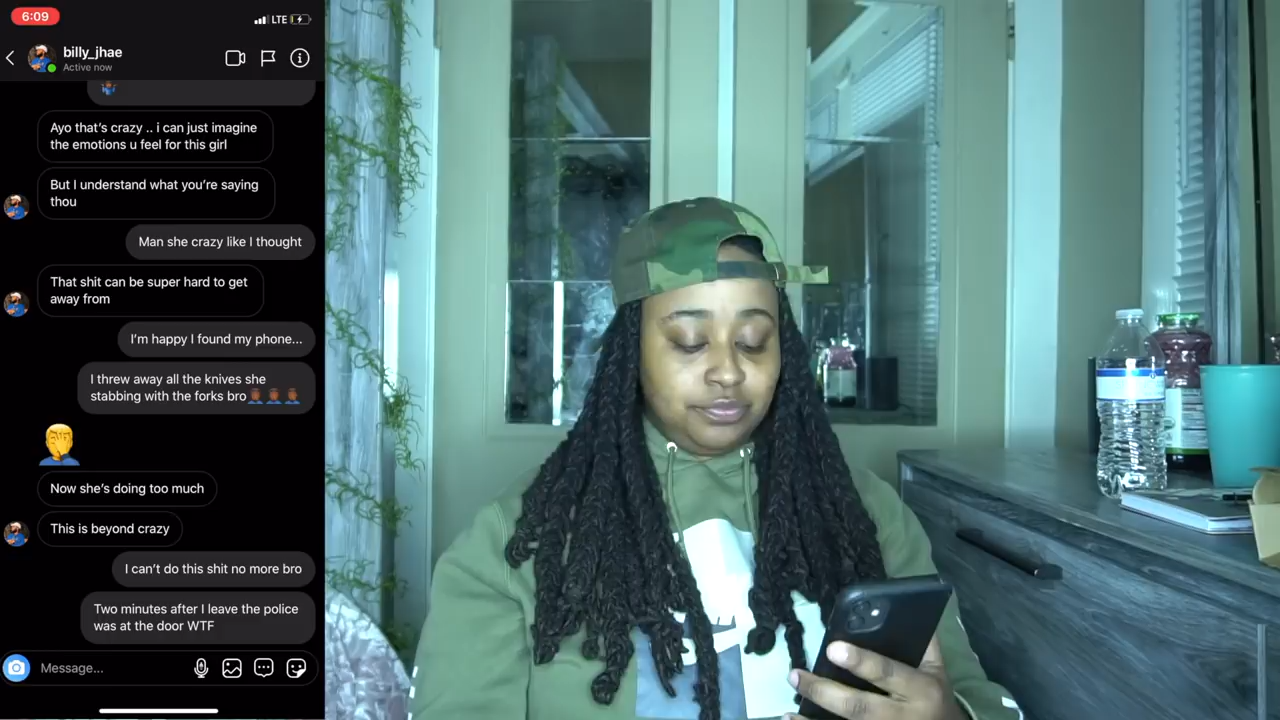 6:09
LTE
billy_jhae
Active now
Ayo that's crazy .. i can just imagine
the emotions u feel for this girl
But I understand what you're saying
thou
Man she crazy like I thought
That shit can be super hard to get
away from
I'm happy I found my phone...
I threw away all the knives she
stabbing with the forks bro🤦🏾‍♂️🤦🏾‍♂️🤦🏾‍♂️
Now she's doing too much
This is beyond crazy
I can't do this shit no more bro
Two minutes after I leave the police
was at the door WTF
Message...